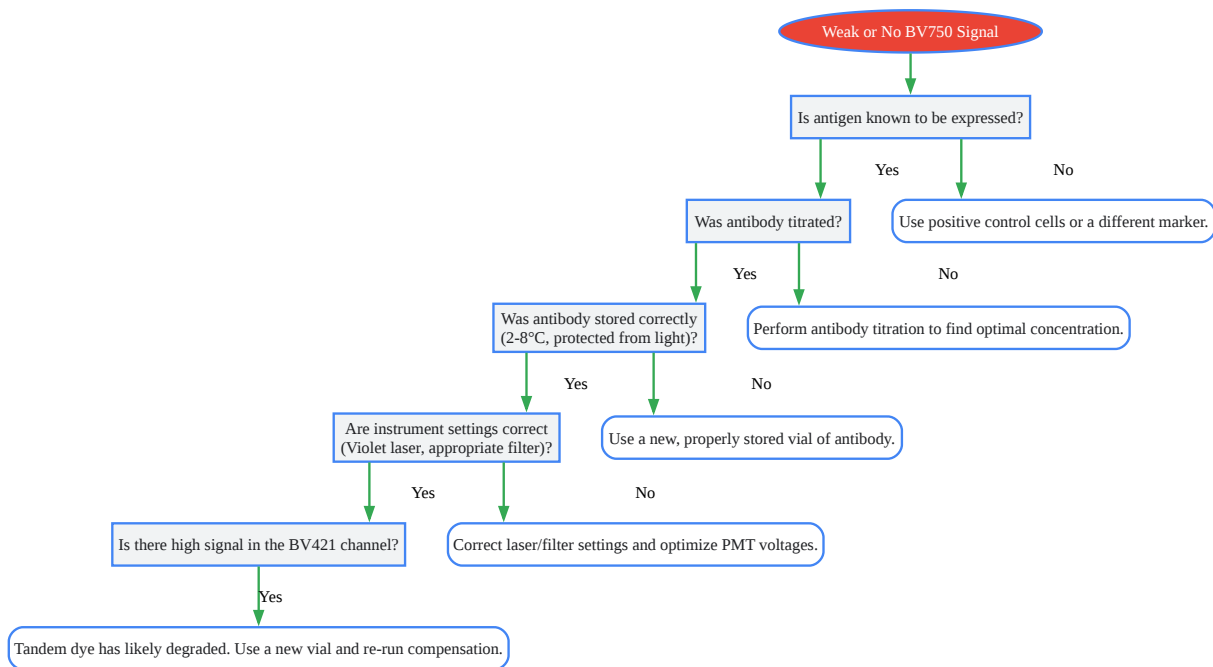 Weak or No BV750 Signal
Is antigen known to be expressed?
Yes
No
Was antibody titrated?
Use positive control cells or a different marker.
Yes
No
Was antibody stored correctly
(2-8°C, protected from light)?
Perform antibody titration to find optimal concentration.
Yes
No
Are instrument settings correct
(Violet laser, appropriate filter)?
Use a new, properly stored vial of antibody.
Yes
No
Is there high signal in the BV421 channel?
Correct laser/filter settings and optimize PMT voltages.
Yes
Tandem dye has likely degraded. Use a new vial and re-run compensation.